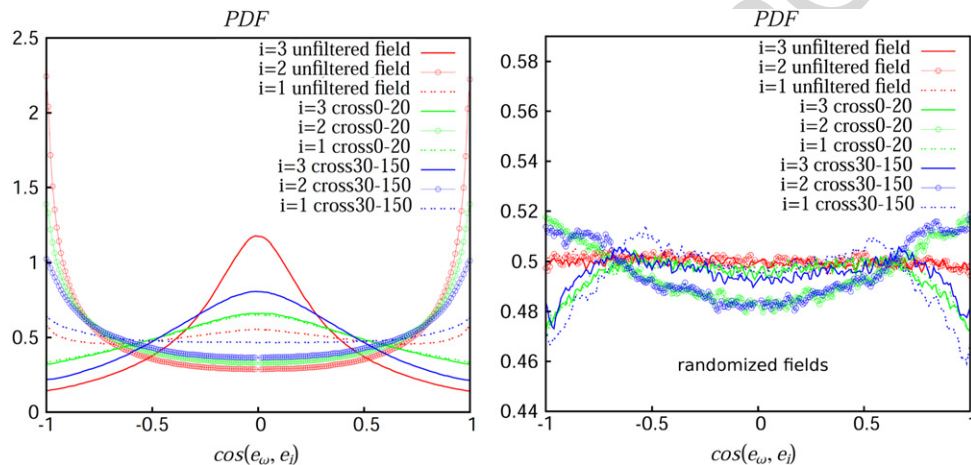 PDF
2.5
2
1.5
1
0.5
0
i=3 unfiltered field
i=2 unfiltered field
i=1 unfiltered field
i=3 cross0-20
i=2 cross0-20
i=1 cross0-20
i=3 cross30-150
i=2 cross30-150
i=1 cross30-150
-1 -0.5 0 0.5 1
cos(e_ω, e_i)
PDF
0.58
0.56
0.54
0.52
0.5
0.48
0.46
0.44
i=3 unfiltered field
i=2 unfiltered field
i=1 unfiltered field
i=3 cross0-20
i=2 cross0-20
i=1 cross0-20
i=3 cross30-150
i=2 cross30-150
i=1 cross30-150
randomized fields
-1 -0.5 0 0.5 1
cos(e_ω, e_i)